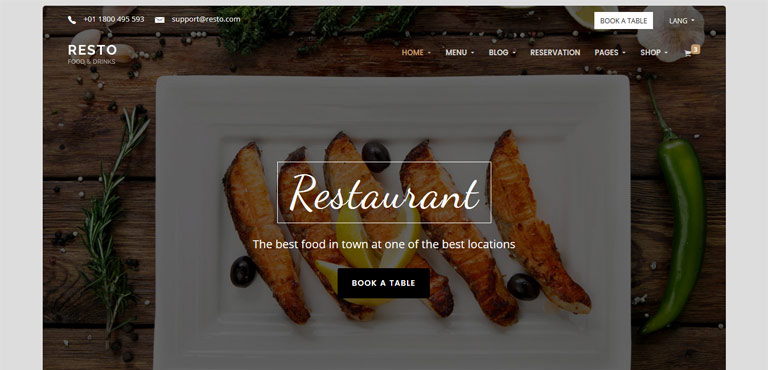 +01 1800 495 593 support@resto.com BOOK A TABLE LANG
RESTO
FOOD & DRINKS
HOME MENU BLOG RESERVATION PAGES SHOP 3
Restaurant
The best food in town at one of the best locations
BOOK A TABLE